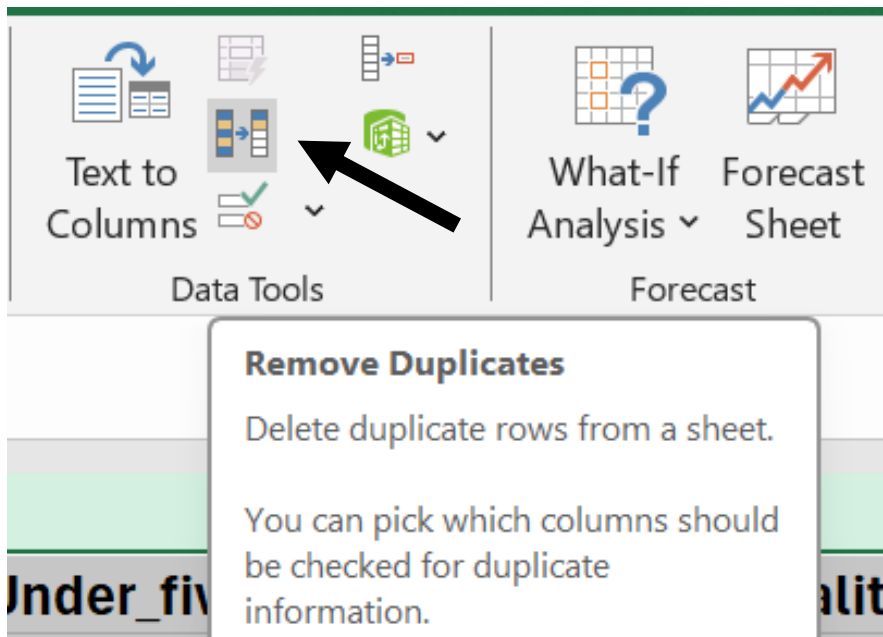 Text to
Columns
What-If
Analysis
Forecast
Sheet
Data Tools
Forecast
Remove Duplicates
Delete duplicate rows from a sheet.
You can pick which columns should
be checked for duplicate
information.
Under_fiv
alit